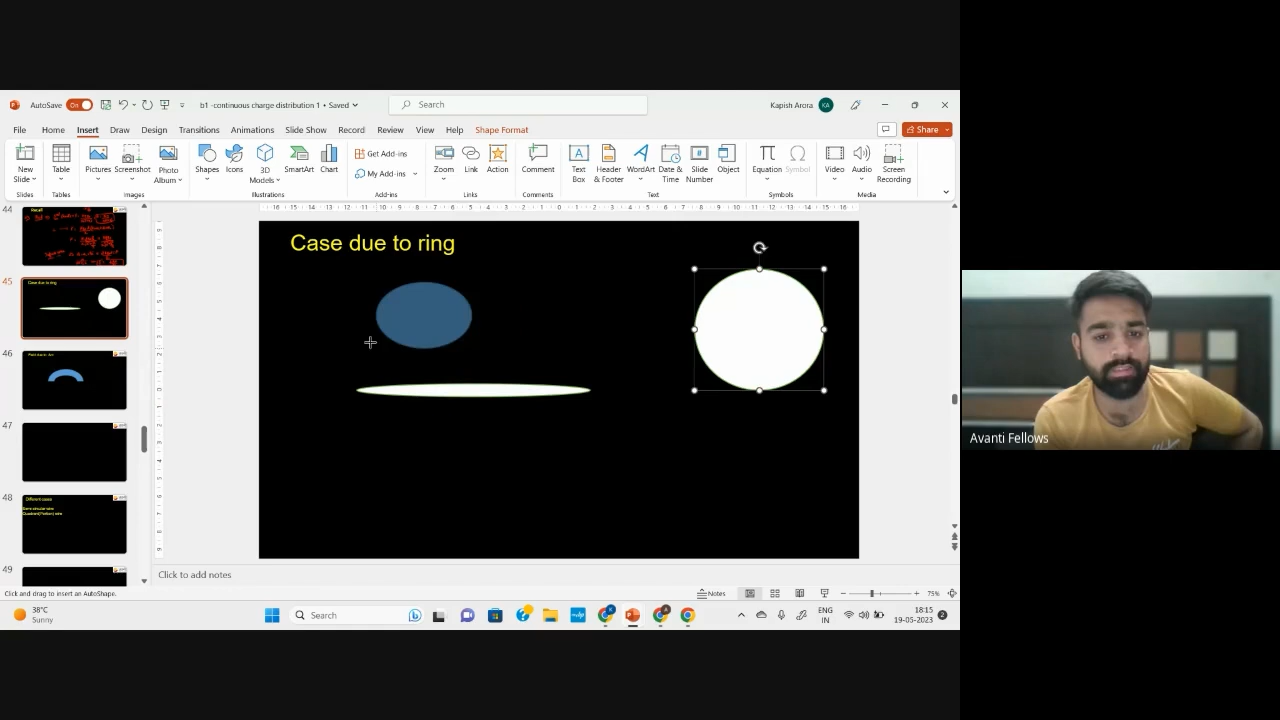 AutoSave On b1 -continuous charge distribution 1 • Saved Search Kapish Arora KA
File Home Insert Draw Design Transitions Animations Slide Show Record Review View Help Shape Format Share
New Slide Table Pictures Screenshot Photo Album Shapes Icons 3D Models SmartArt Chart Get Add-ins My Add-ins Zoom Link Action Comment Text Box Header & Footer WordArt Date & Time Slide Number Object Equation Symbol Video Audio Screen Recording
Slides Tables Images Illustrations Add-ins Links Comments Text Symbols Media
44 Recall
45 Case due to ring
46
47
48 Different cases
Semi circular wire
49
Case due to ring
Click to add notes
Click and drag to insert an AutoShape. Notes 75%
38°C
Sunny
Search
ENG
IN
18:15
19-05-2023
2
Avanti Fellows